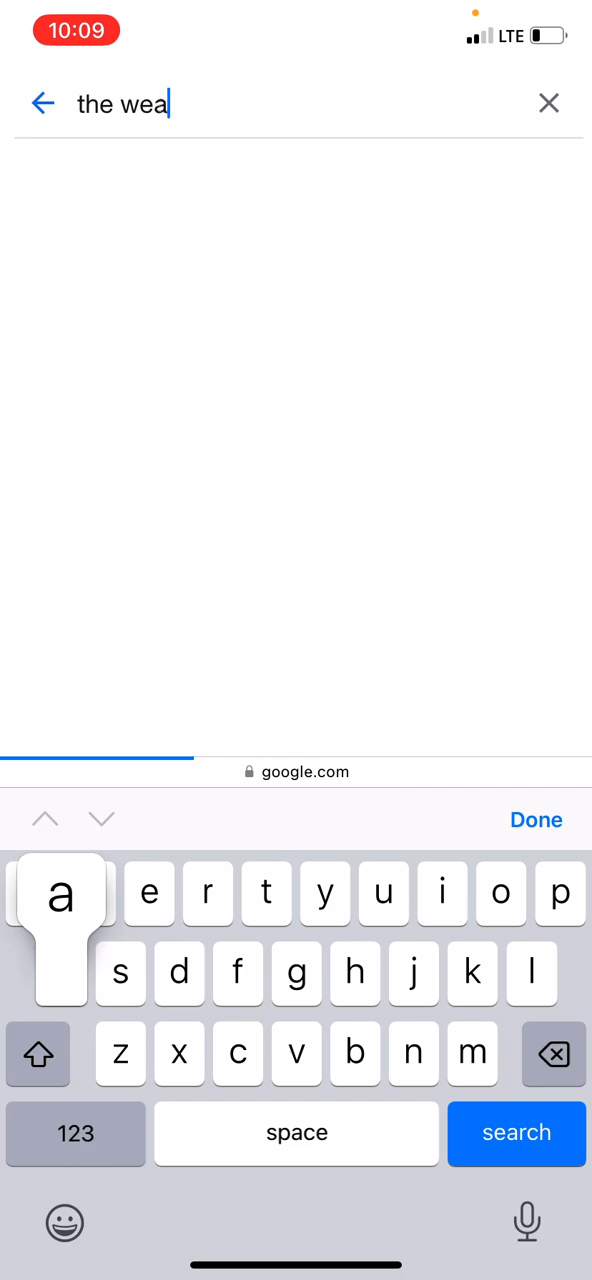 10:09 LTE
the wea
google.com
Done
e r t y u i o p
a s d f g h j k l
z x c v b n m
123 space search